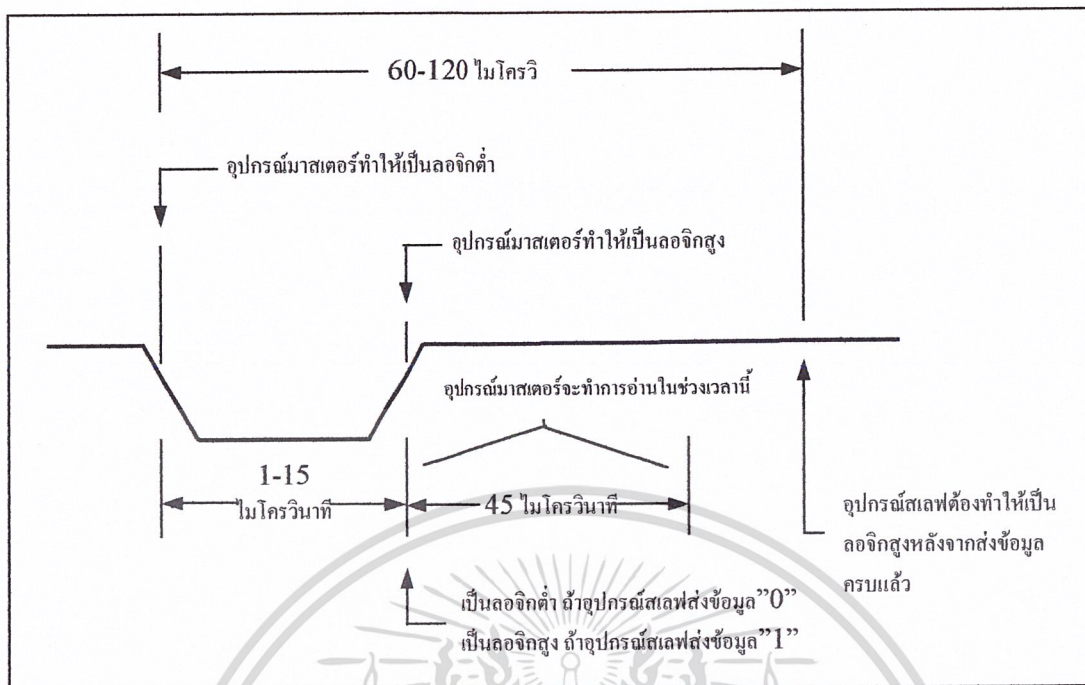 60-120 ไมโครวิ
อุปกรณ์มาสเตอร์ทำให้เป็นลอจิกต่ำ
อุปกรณ์มาสเตอร์ทำให้เป็นลอจิกสูง
อุปกรณ์มาสเตอร์จะทำการอ่านในช่วงเวลานี้
1-15
ไมโครวินาที
45 ไมโครวินาที
อุปกรณ์สเลฟต้องทำให้เป็น
ลอจิกสูงหลังจากส่งข้อมูล
ครบแล้ว
เป็นลอจิกต่ำ ถ้าอุปกรณ์สเลฟส่งข้อมูล"0"
เป็นลอจิกสูง ถ้าอุปกรณ์สเลฟส่งข้อมูล"1"